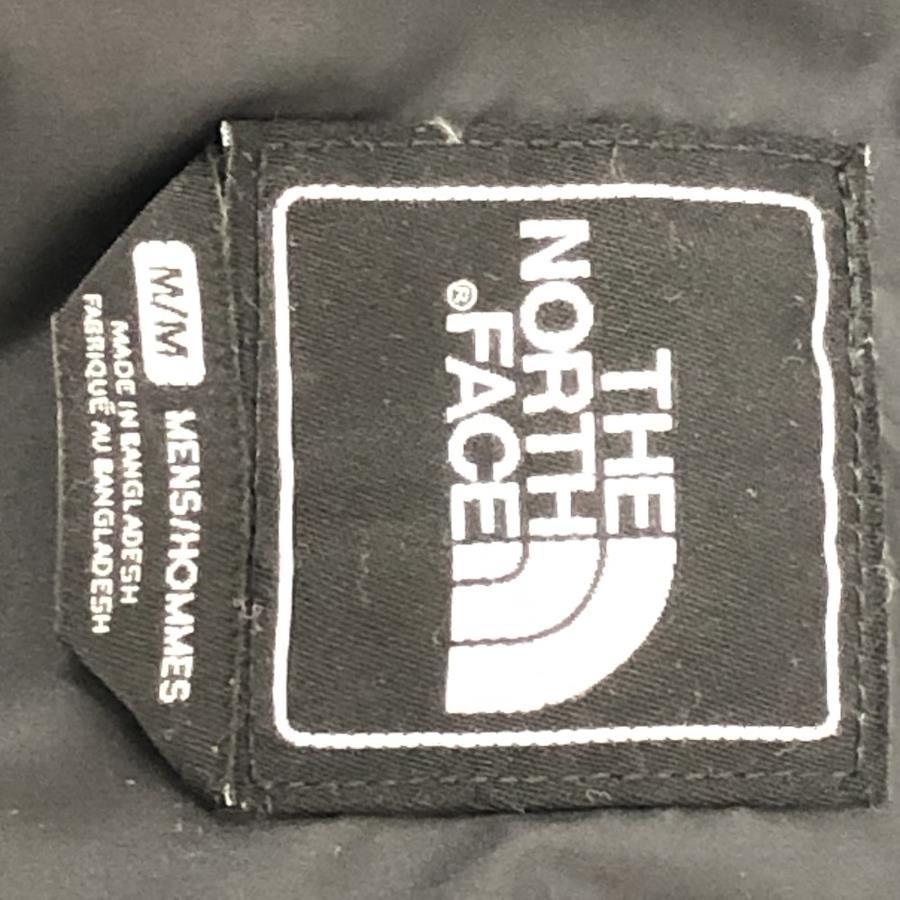 THE
NORTH
FACE®
M/M MENS/HOMMES
MADE IN BANGLADESH
FABRIQUÉ AU BANGLADESH